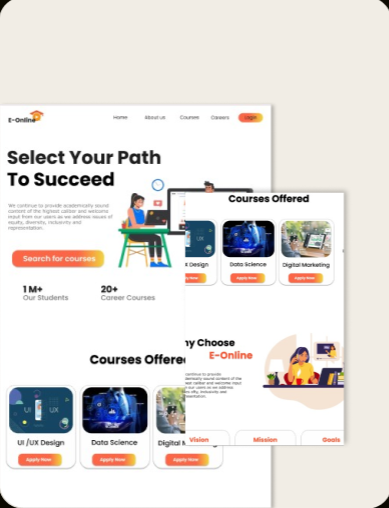 E-Online
Home About us Courses Careers Login
Select Your Path
To Succeed
We continue to provide academically sound
content of the highest caliber and welcome
input from our users as we address issues of
equity, diversity, inclusivity and
representation.
Search for courses
1 M+
Our Students
20+
Career Courses
Courses Offere
UI /UX Design
Apply Now
Data Science
Apply Now
Digital M
Apply Now
UI UX
Courses Offered
X Design
Apply Now
Data Science
Apply Now
Digital Marketing
Apply Now
hy Choose
E-Online
Vision
Mission
Goals